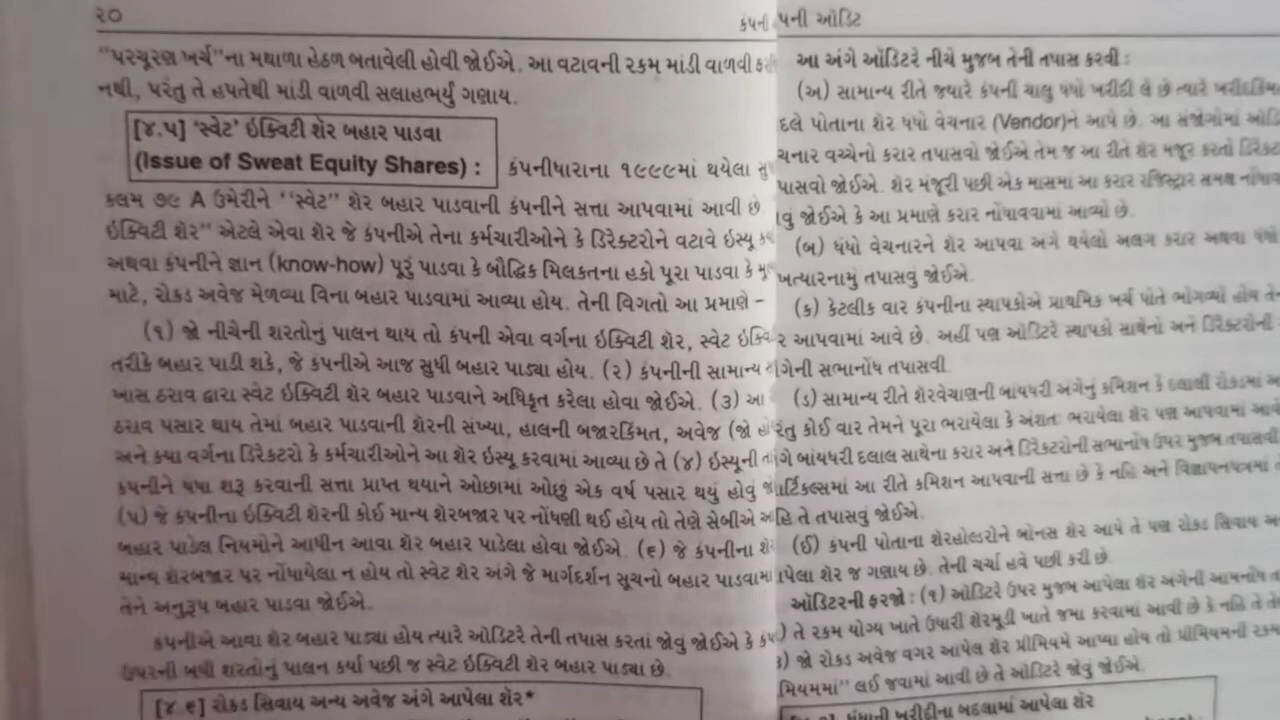 ૨૦
કંપની
"પરચૂરણ ખર્ચ"ના મથાળા હેઠળ બતાવેલી હોવી જોઈએ. આ વટાવની રકમ માંડી વાળવી
નથી, પરંતુ તે હપતેથી માંડી વાળવી સલાહભર્યું ગણાય.
[૪.૫] 'સ્વેટ' ઇક્વિટી શૅર બહાર પાડવા
(Issue of Sweat Equity Shares) : કંપનીધારાના ૧૯૯૯માં થયેલા
કલમ ૭૯ A ઉમેરીને "સ્વેટ" શૅર બહાર પાડવાની કંપનીને સત્તા આપવામાં આવી છે
ઇક્વિટી શૅર" એટલે એવા શૅર જે કંપનીએ તેના કર્મચારીઓને કે ડિરેક્ટરોને વટાવે ઇસ્યૂ
અથવા કંપનીને જ્ઞાન (know-how) પૂરું પાડવા કે બૌદ્ધિક મિલકતના હકો પૂરા પાડવા કે
માટે, રોકડ અવેજ મેળવ્યા વિના બહાર પાડવામાં આવ્યા હોય. તેની વિગતો આ પ્રમાણે –
(૧) જો નીચેની શરતોનું પાલન થાય તો કંપની એવા વર્ગના ઇક્વિટી શૅર, સ્વેટ
તરીકે બહાર પાડી શકે, જે કંપનીએ આજ સુધી બહાર પાડ્યા હોય. (૨) કંપનીની સામાન્ય
ખાસ ઠરાવ દ્વારા સ્વેટ ઇક્વિટી શૅર બહાર પાડવાને અધિકૃત કરેલા હોવા જોઈએ. (૩) આ
ઠરાવ પસાર થાય તેમાં બહાર પાડવાની શૅરની સંખ્યા, હાલની બજારકિંમત, અવેજ (જો
અને ક્યા વર્ગના ડિરેક્ટરો કે કર્મચારીઓને આ શૅર ઇસ્યૂ કરવામાં આવ્યા છે તે (૪) ઇસ્યૂની
કંપનીને ધંધા શરૂ કરવાની સત્તા પ્રાપ્ત થયાને ઓછામાં ઓછું એક વર્ષ પસાર થયું હોવું
(૫) જે કંપનીના ઇક્વિટી શૅરની કોઈ માન્ય શૅરબજાર પર નોંધણી થઈ હોય તો તેણે સેબીએ
બહાર પાડેલ નિયમોને આધીન આવા શૅર બહાર પાડેલા હોવા જોઈએ. (૬) જે કંપનીના
માન્ય શૅરબજાર પર નોંધાયેલા ન હોય તો સ્વેટ શૅર અંગે જે માર્ગદર્શન સૂચનો બહાર પાડવામાં
તેને અનુરૂપ બહાર પાડવા જોઈએ.
કંપનીએ આવા શૅર બહાર પાડ્યા હોય ત્યારે ઑડિટરે તેની તપાસ કરતાં જોવું જોઈએ કે
ઉપરની બધી શરતોનું પાલન કર્યા પછી જ સ્વેટ ઇક્વિટી શૅર બહાર પાડ્યા છે.
[૪.૬] રોકડ સિવાય અન્ય અવેજ અંગે આપેલા શૅર*
પની ઑડિટ
આ અંગે ઑડિટરે નીચે મુજબ તેની તપાસ કરવી :
(અ) સામાન્ય રીતે જ્યારે કંપની ચાલુ ધંધો ખરીદી લે છે ત્યારે
દલે પોતાના શૅર ધંધો વેચનાર (Vendor)ને આપે છે. આ સંજોગોમાં
ચનાર વચ્ચેનો કરાર તપાસવો જોઈએ તેમ જ આ રીતે શૅર મંજૂર કરતો
પાસવો જોઈએ. શૅર મંજૂરી પછી એક માસમાં આ કરાર રજિસ્ટ્રાર સમક્ષ
વું જોઈએ કે આ પ્રમાણે કરાર નોંધાવવામાં આવ્યો છે.
(બ) ધંધો વેચનારને શૅર આપવા અંગે થયેલો અલગ કરાર અથવા ધંધો
ખત્યારનામું તપાસવું જોઈએ.
(ક) કેટલીક વાર કંપનીના સ્થાપકોએ પ્રાથમિક ખર્ચ પોતે ભોગવ્યો હોય
ર આપવામાં આવે છે. અહીં પણ ઑડિટરે સ્થાપકો સાથેનો અને ડિરેક્ટરોની
ગેની સભાનોંધ તપાસવી.
(ડ) સામાન્ય રીતે શૅરવેચાણની બાંયધરી અંગેનું કમિશન કે દલાલી રોકડમાં
રંતુ કોઈ વાર તેમને પૂરા ભરાયેલા કે અંશતઃ ભરાયેલા શૅર પણ આપવામાં
ગે બાંયધરી દલાલ સાથેના કરાર અને ડિરેક્ટરોની સભાનોંધ ઉપર મુજબ તપાસવી
ર્ટિકલ્સમાં આ રીતે કમિશન આપવાની સત્તા છે કે નહિ અને વિજ્ઞાપનપત્રમાં
હિ તે તપાસવું જોઈએ.
(ઈ) કંપની પોતાના શૅરહોલ્ડરોને બોનસ શૅર આપે તે પણ રોકડ સિવાય
પેલા શૅર જ ગણાય છે. તેની ચર્ચા હવે પછી કરી છે.
ઑડિટરની ફરજો : (૧) ઑડિટરે ઉપર મુજબ આપેલા શૅર અંગેની આમનોંધ
) તે રકમ યોગ્ય ખાતે ઉધારી શૅરમૂડી ખાતે જમા કરવામાં આવી છે કે નહિ તે
) જો રોકડ અવેજ વગર આપેલ શૅર પ્રીમિયમે આપ્યા હોય તો પ્રીમિયમની
મિયમમાં" લઈ જવામાં આવી છે તે ઑડિટરે જોવું જોઈએ.
ધંધાની ખરીદીના બદલામાં આપેલા શૅર